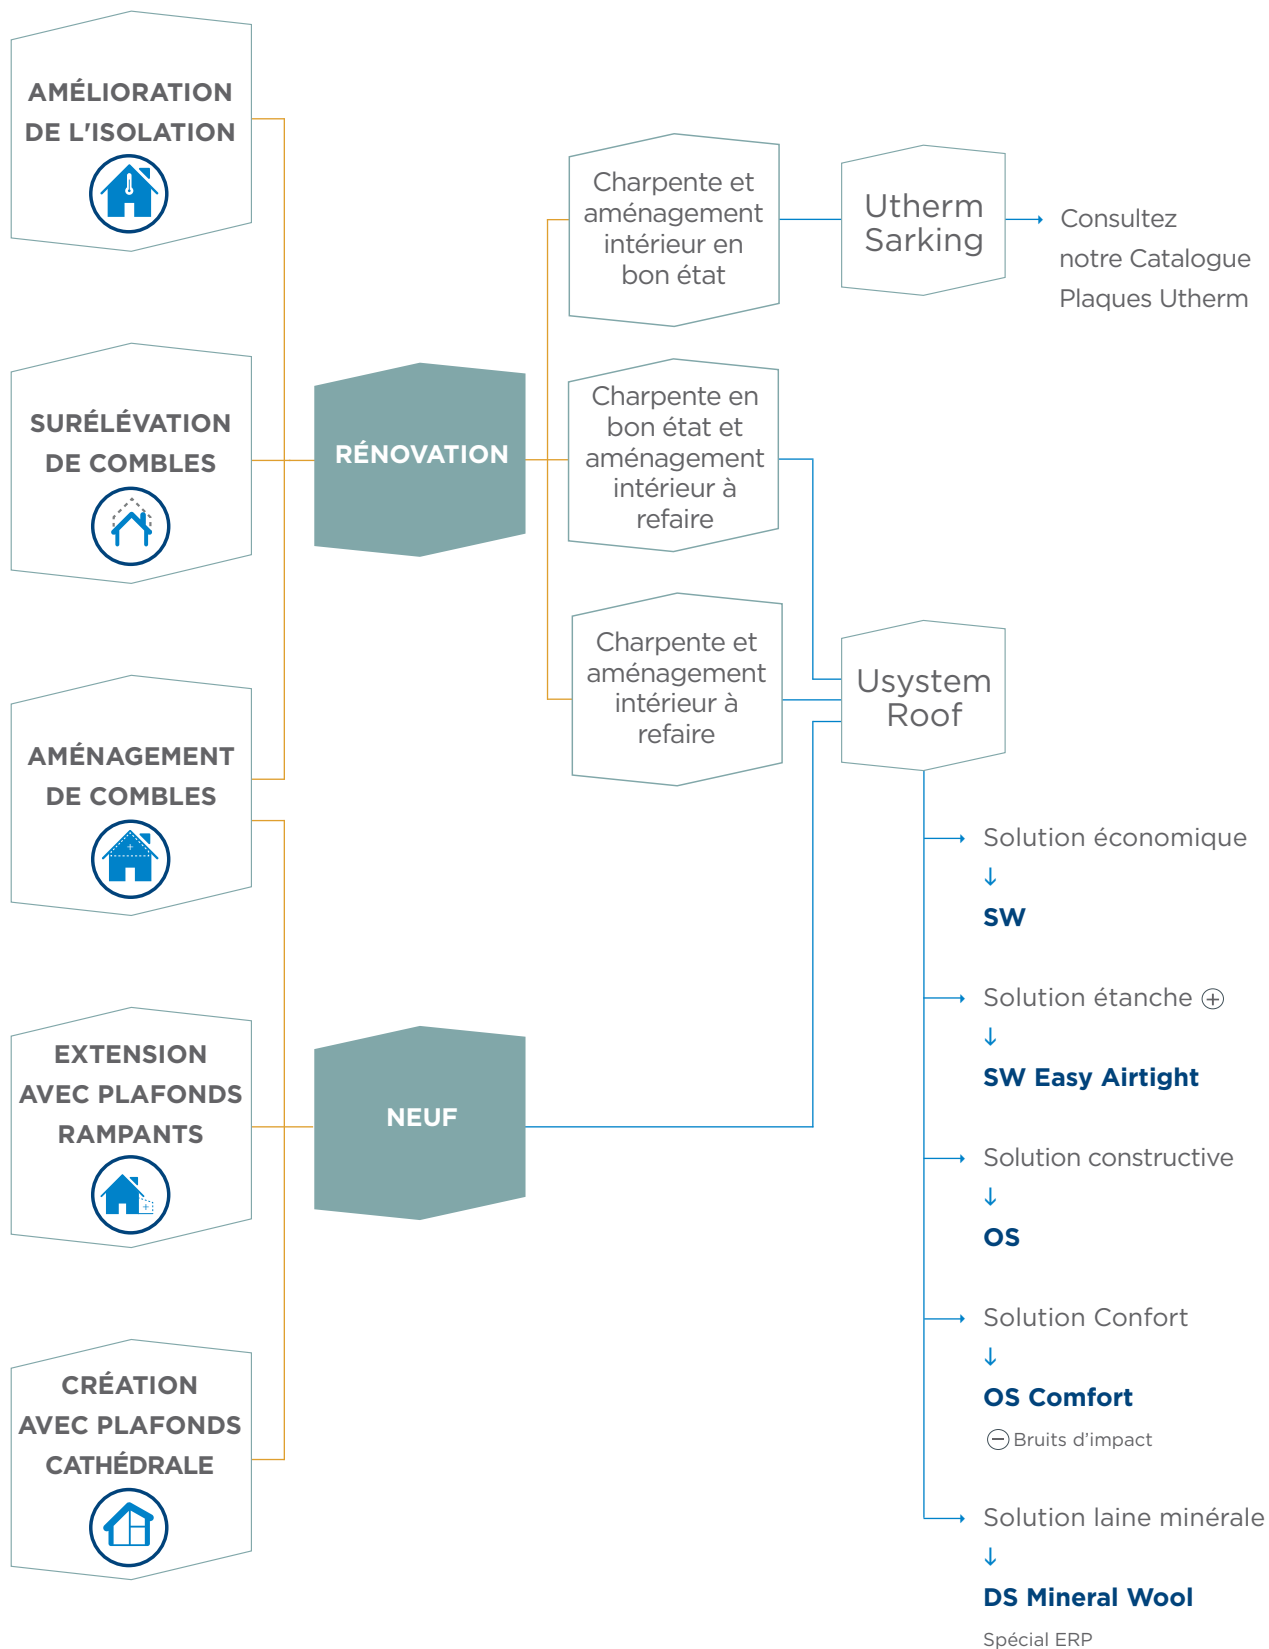 AMÉLIORATION
DE L'ISOLATION
SURÉLÉVATION
DE COMBLES
AMÉNAGEMENT
DE COMBLES
EXTENSION
AVEC PLAFONDS
RAMPANTS
CRÉATION
AVEC PLAFONDS
CATHÉDRALE
RÉNOVATION
NEUF
Charpente et
aménagement
intérieur en
bon état
Charpente en
bon état et
aménagement
intérieur à
refaire
Charpente et
aménagement
intérieur à
refaire
Utherm
Sarking
Consultez
notre Catalogue
Plaques Utherm
Usystem
Roof
Solution économique
↓
SW
Solution étanche ⊕
↓
SW Easy Airtight
Solution constructive
↓
OS
Solution Confort
↓
OS Comfort
⊖ Bruits d’impact
Solution laine minérale
↓
DS Mineral Wool
Spécial ERP